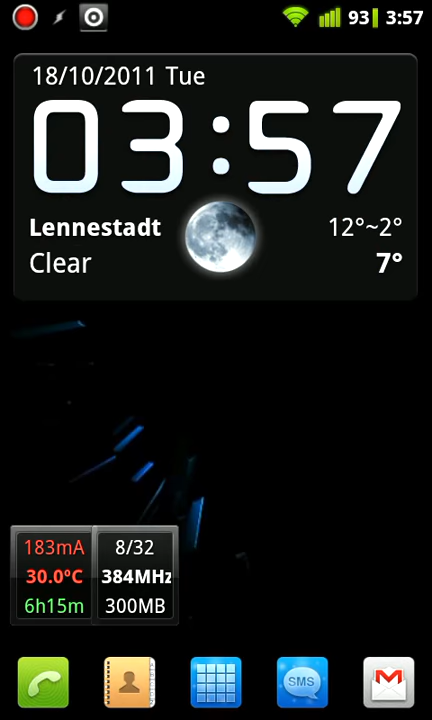 93 3:57
18/10/2011 Tue
03:57
Lennestadt 12°~2°
Clear 7°
183mA 8/32
30.0ºC 384MHz
6h15m 300MB
SMS